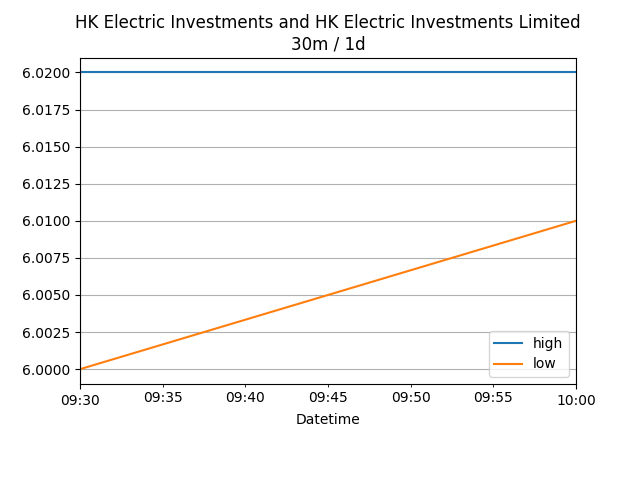 HK Electric Investments and HK Electric Investments Limited
30m / 1d
6.0200
6.0175
6.0150
6.0125
6.0100
6.0075
6.0050
6.0025
6.0000
high
low
09:30 09:35 09:40 09:45 09:50 09:55 10:00
Datetime